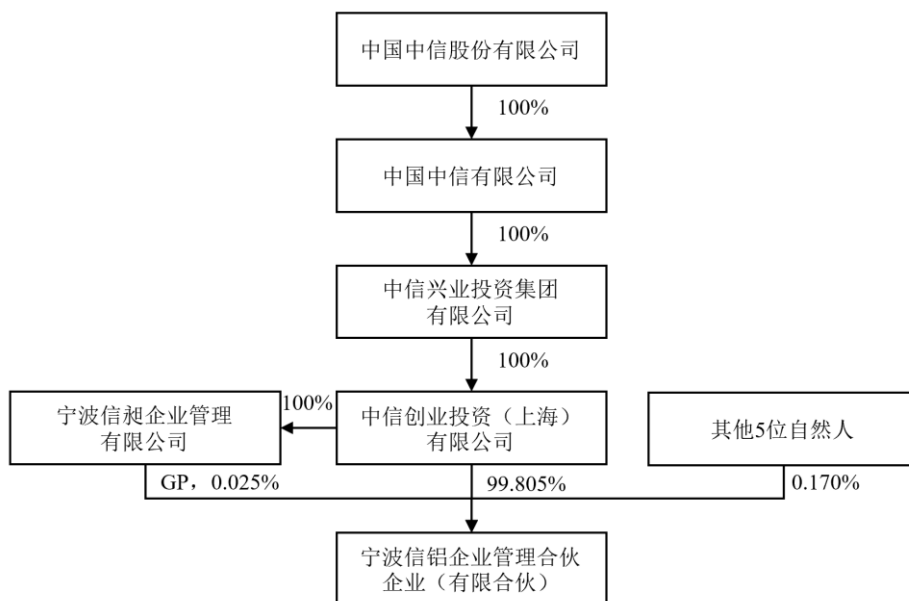 中国中信股份有限公司
100%
中国中信有限公司
100%
中信兴业投资集团
有限公司
100%
宁波信昶企业管理
有限公司
100%
中信创业投资（上海）
有限公司
其他5位自然人
GP，0.025%
99.805%
0.170%
宁波信铝企业管理合伙
企业（有限合伙）